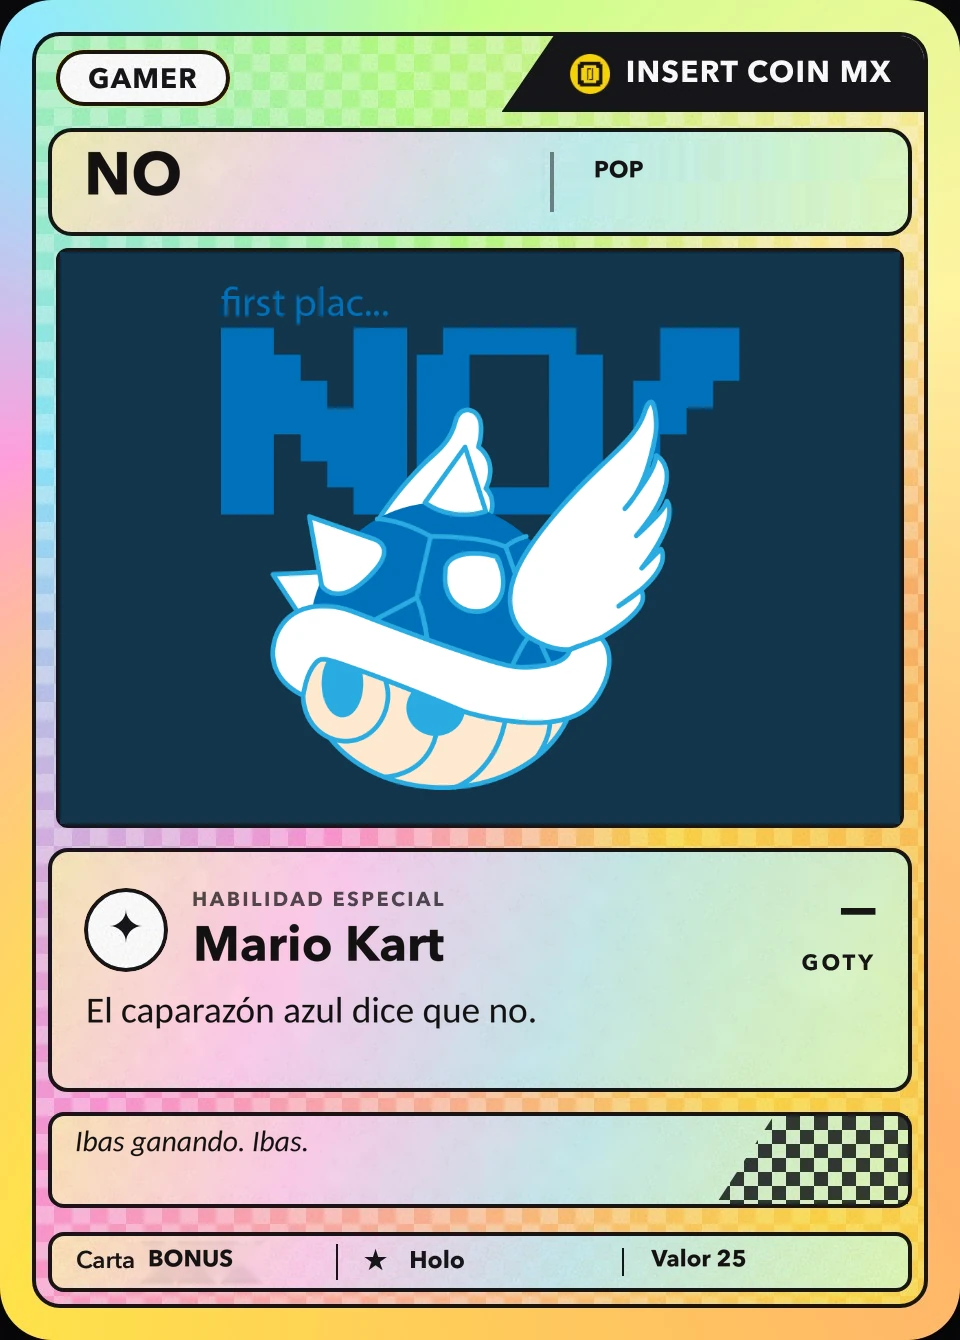 GAMER
INSERT COIN MX
NO
POP
first plac...
NO!
HABILIDAD ESPECIAL
Mario Kart
GOTY
El caparazón azul dice que no.
Ibas ganando. Ibas.
Carta BONUS
★ Holo
Valor 25